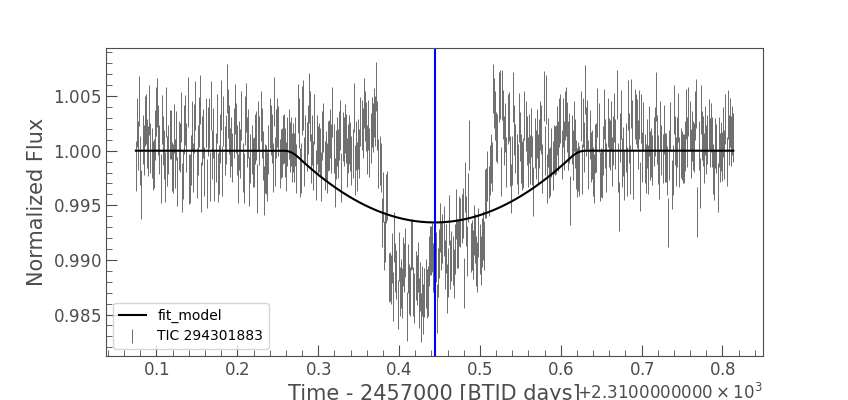 Normalized Flux
1.005
1.000
0.995
0.990
0.985
fit_model
TIC 294301883
0.1 0.2 0.3 0.4 0.5 0.6 0.7 0.8
Time - 2457000 [BTJD days]
+2.3100000000×10³